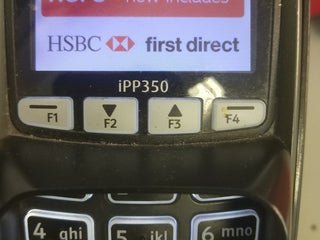 now includes
HSBC first direct
iPP350
F1 F2 F3 F4
4 ghi 5 jkl 6 mno